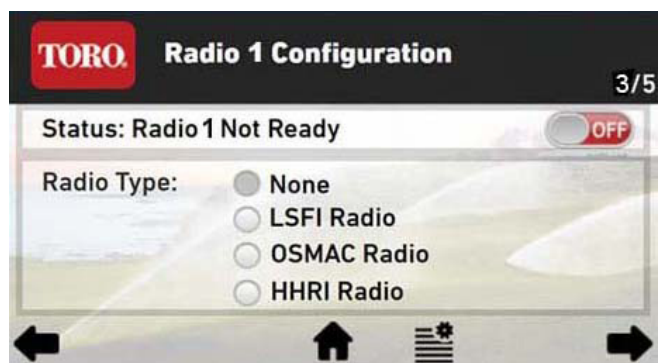 TORO.
Radio 1 Configuration
3/5
Status: Radio 1 Not Ready
OFF
Radio Type:
None
LSFI Radio
OSMAC Radio
HHRI Radio